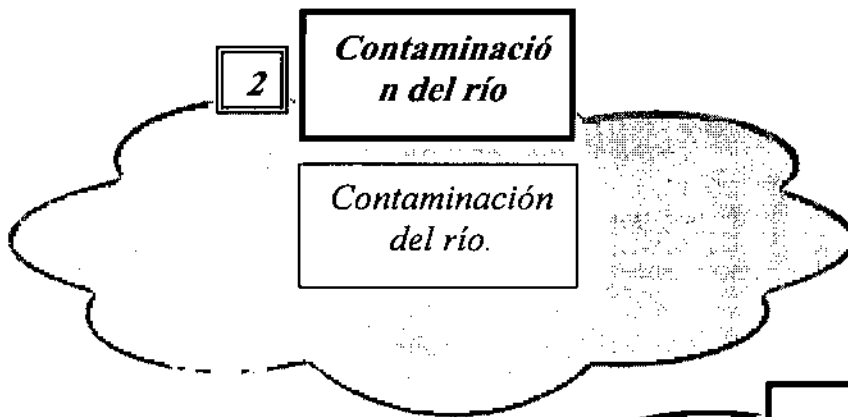 2
Contaminació
n del río
Contaminación
del río.